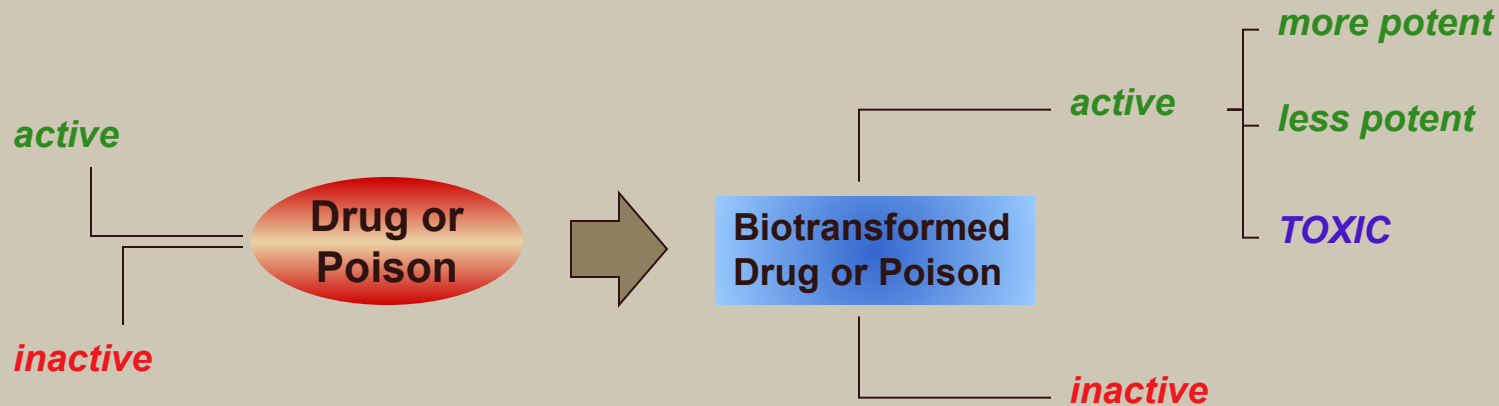 active
inactive
Drug or
Poison
Biotransformed
Drug or Poison
active
inactive
more potent
less potent
TOXIC